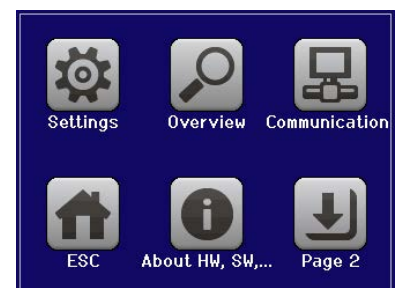 Settings
Overview
Communication
ESC
About HW, SW,...
Page 2